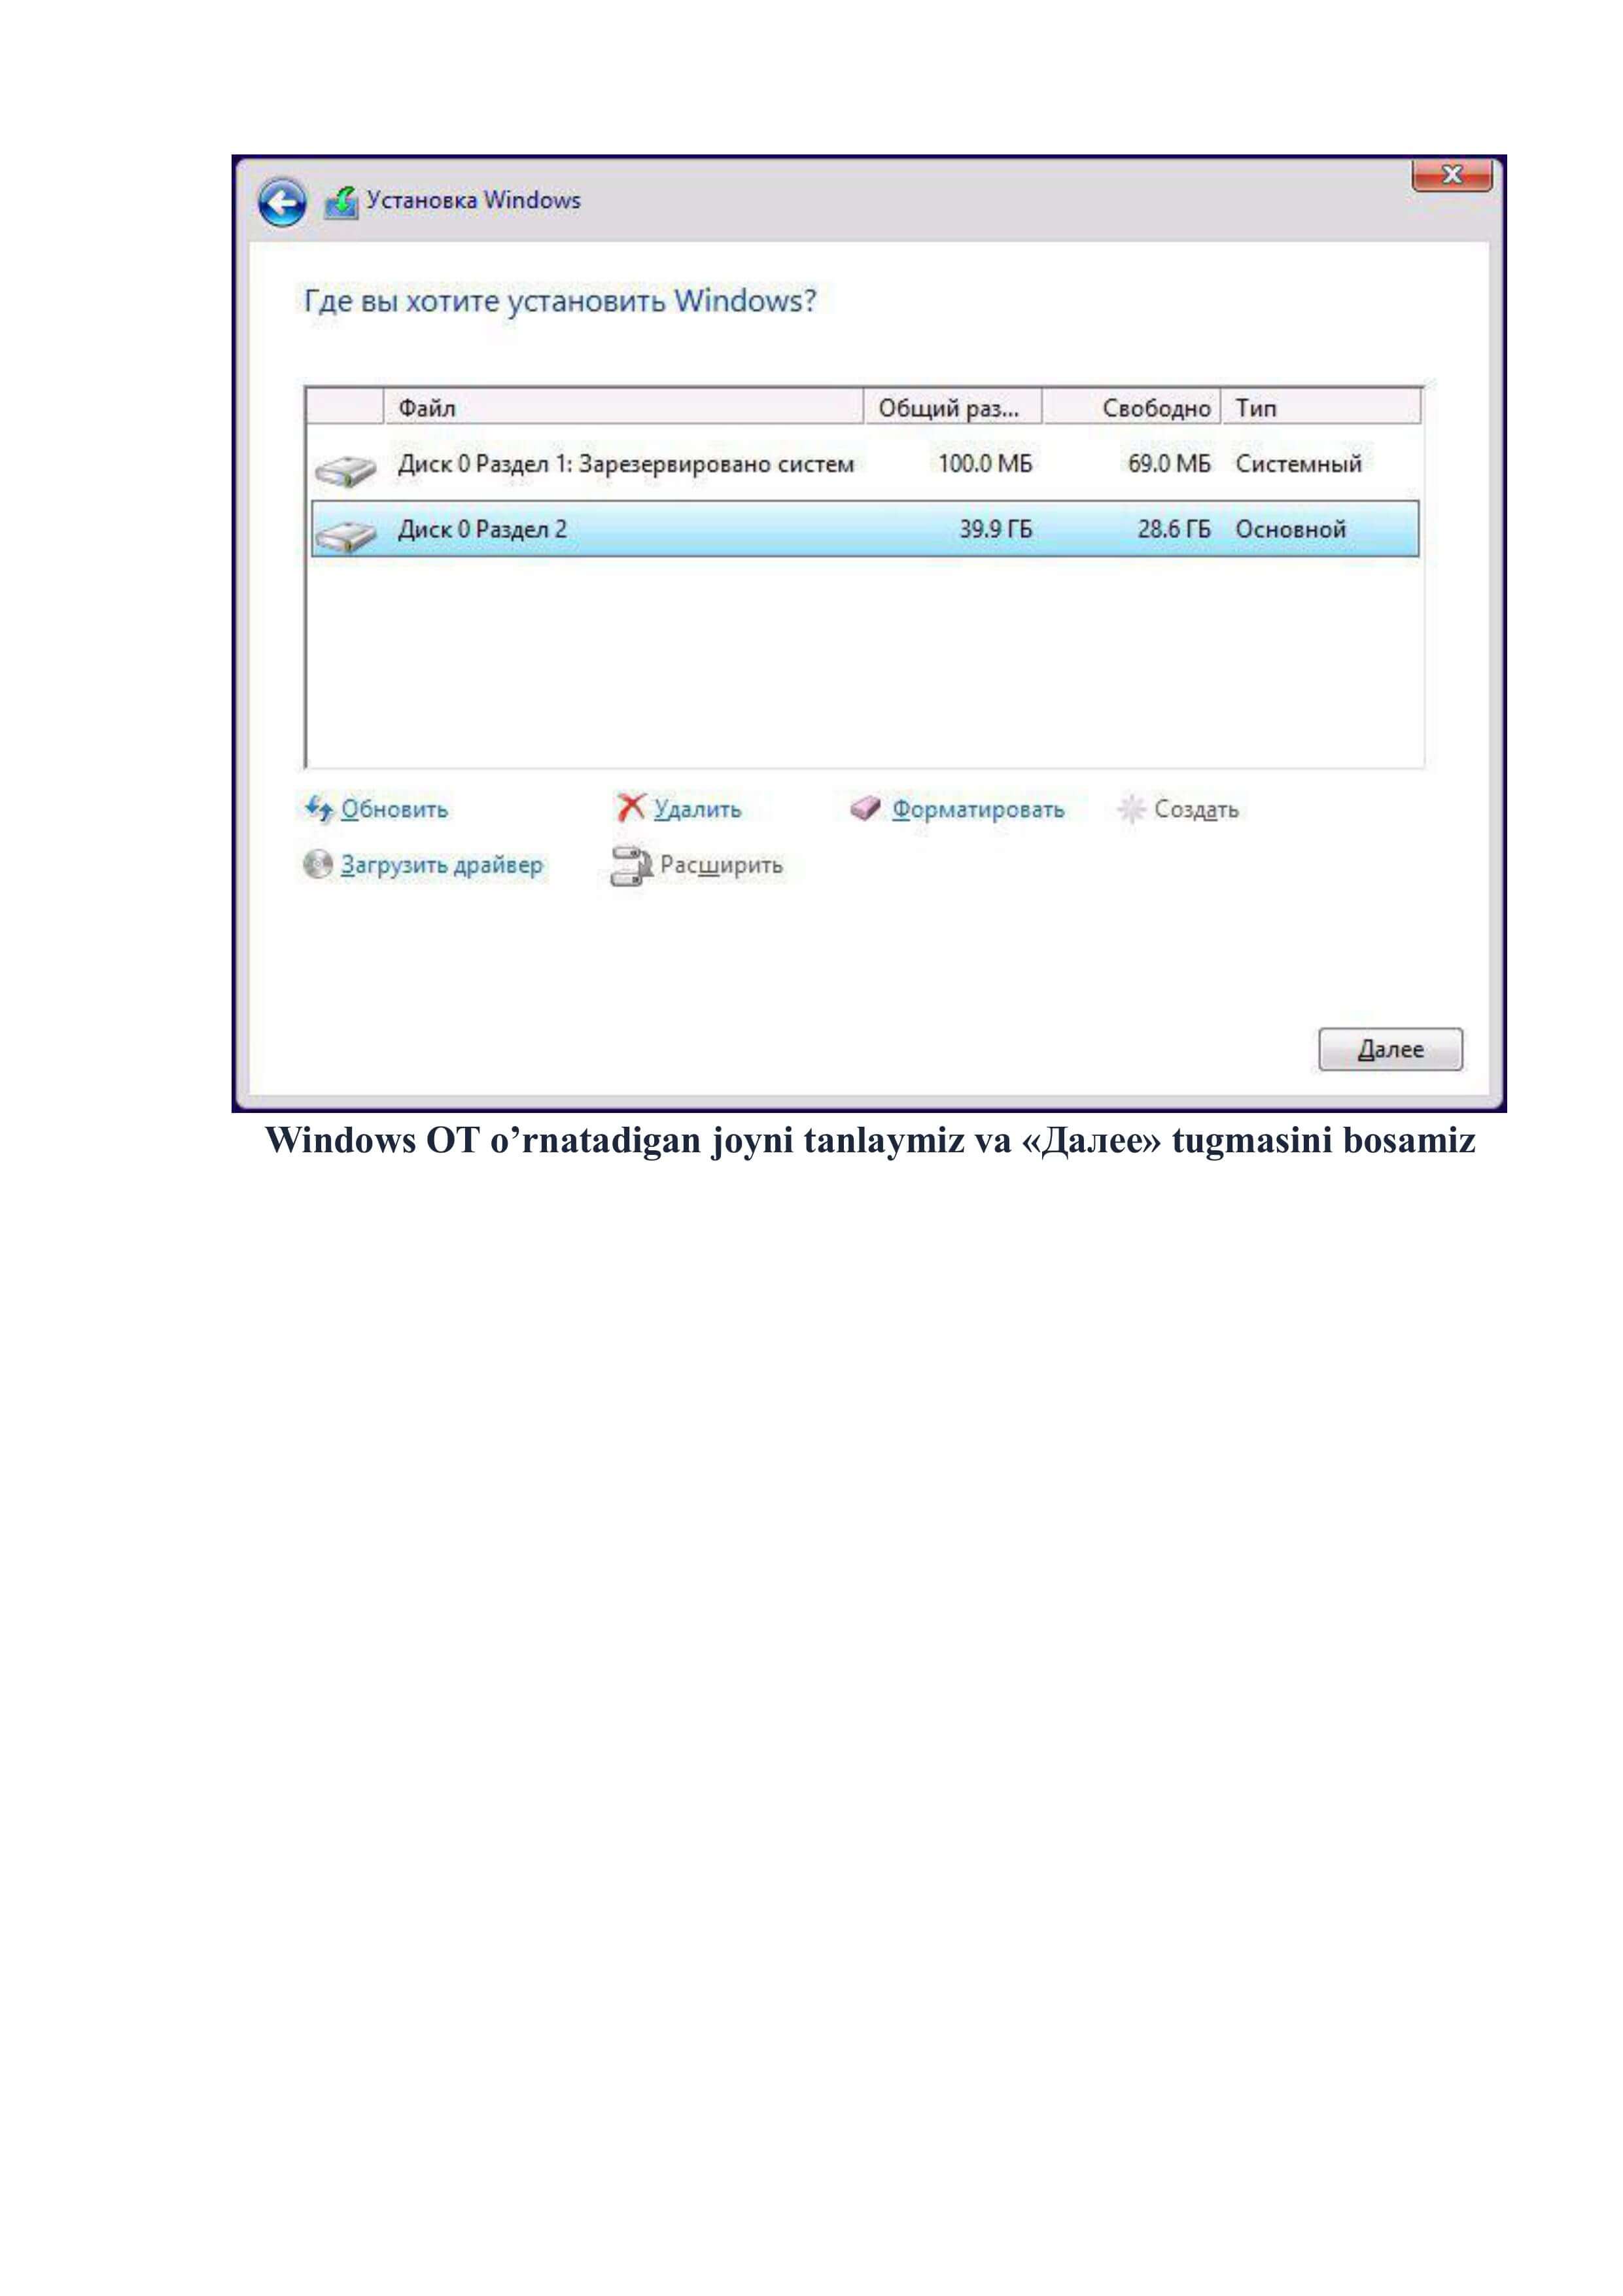 Установка Windows
Где вы хотите установить Windows?
Файл Общий раз... Свободно Тип
Диск 0 Раздел 1: Зарезервировано систем 100.0 МБ 69.0 МБ Системный
Диск 0 Раздел 2 39.9 ГБ 28.6 ГБ Основной
Обновить Удалить Форматировать Создать
Загрузить драйвер Расширить
Далее
Windows OT o’rnatadigan joyni tanlaymiz va «Далее» tugmasini bosamiz